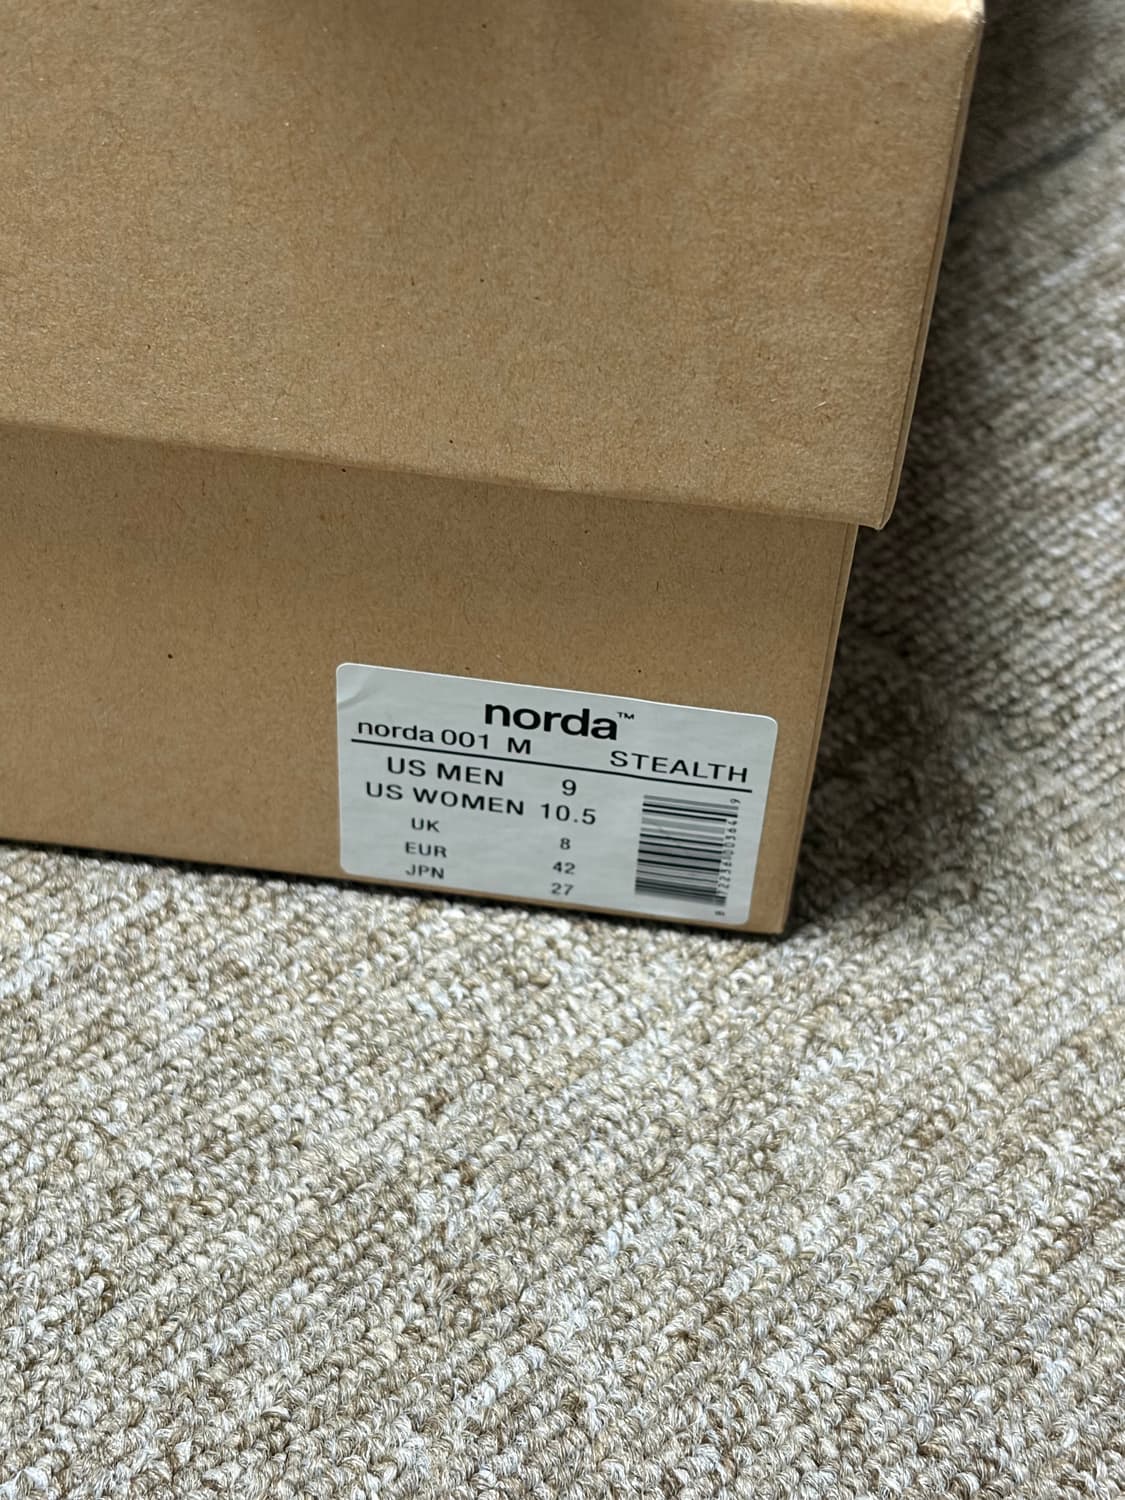 norda™
norda 001 M STEALTH
US MEN 9
US WOMEN 10.5
UK 8
EUR 42
JPN 27